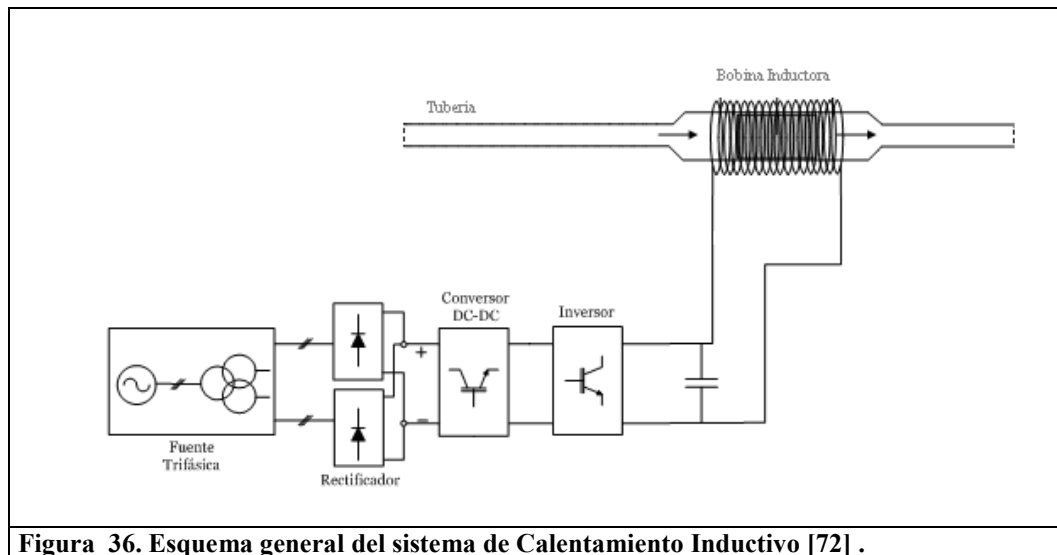 Bobina Inductora
Tuberia
Conversor
DC-DC
Inversor
+
−
Fuente
Trifásica
Rectificador
Figura 36. Esquema general del sistema de Calentamiento Inductivo [72] .